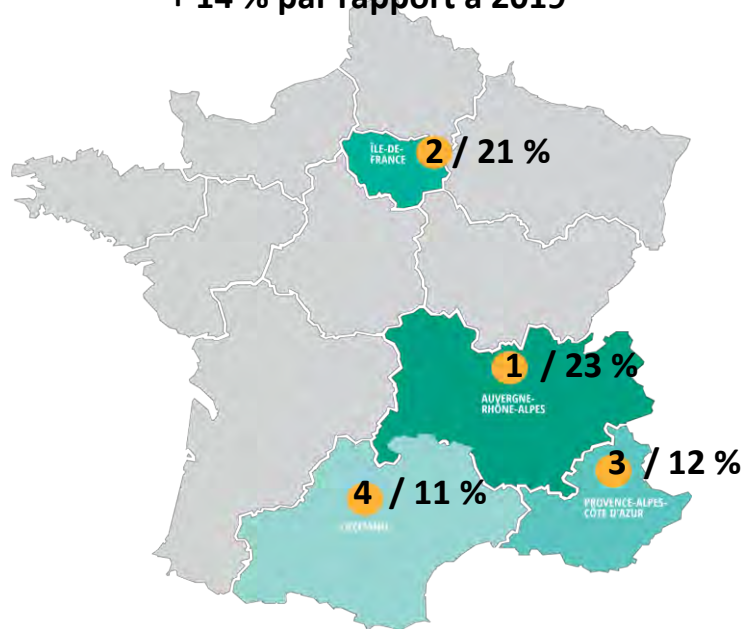 + 14 % par rapport à 2019
ÎLE-DE-
FRANCE
2 / 21 %
1 / 23 %
AUVERGNE-
RHÔNE-ALPES
3 / 12 %
PROVENCE-ALPES-
CÔTE D'AZUR
4 / 11 %
OCCITANIE